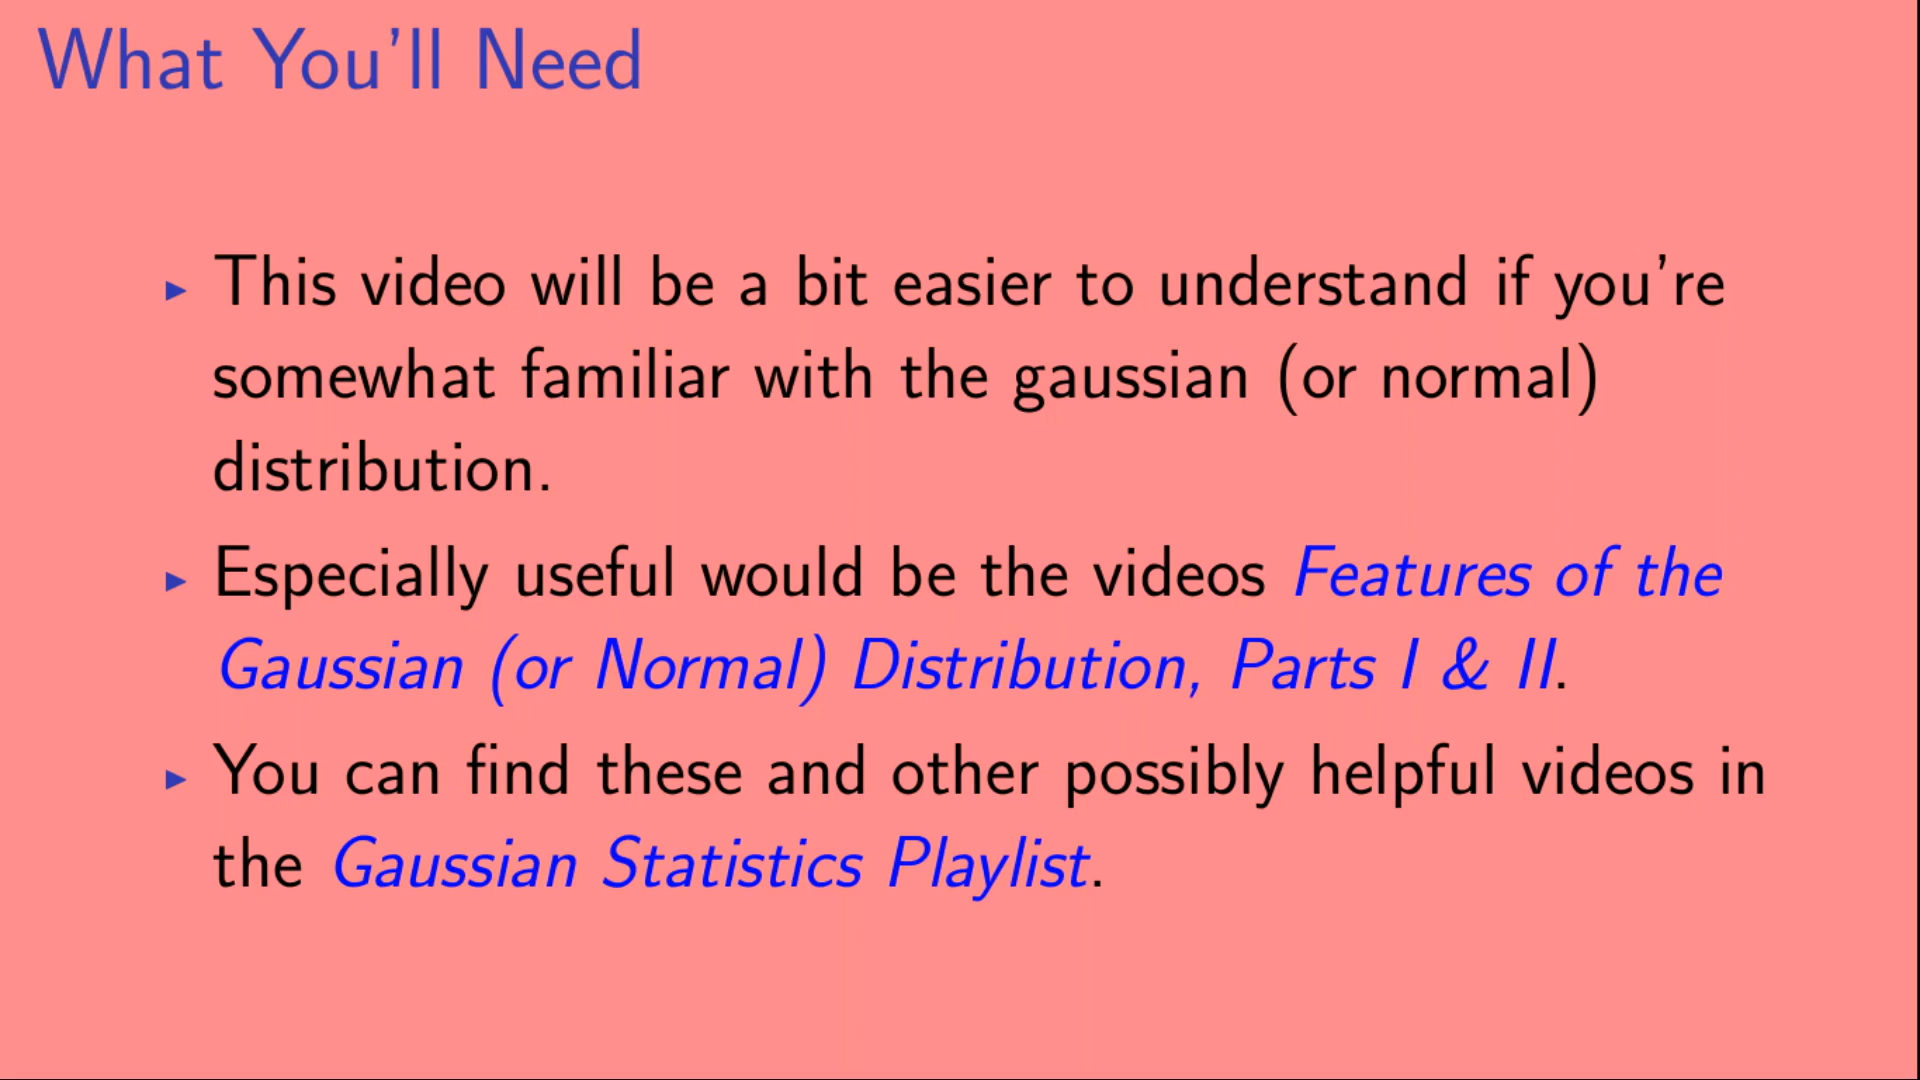 What You'll Need
▸ This video will be a bit easier to understand if you're
somewhat familiar with the gaussian (or normal)
distribution.
▸ Especially useful would be the videos Features of the
Gaussian (or Normal) Distribution, Parts I & II.
▸ You can find these and other possibly helpful videos in
the Gaussian Statistics Playlist.